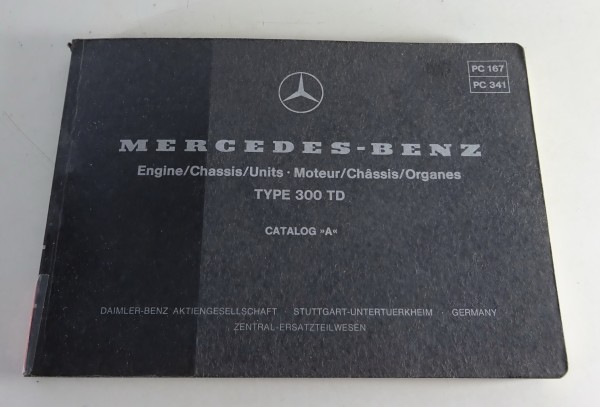 PC 167
PC 341
MERCEDES-BENZ
Engine/Chassis/Units · Moteur/Châssis/Organes
TYPE 300 TD
CATALOG »A«
DAIMLER-BENZ AKTIENGESELLSCHAFT · STUTTGART-UNTERTUERKHEIM · GERMANY
ZENTRAL-ERSATZTEILWESEN